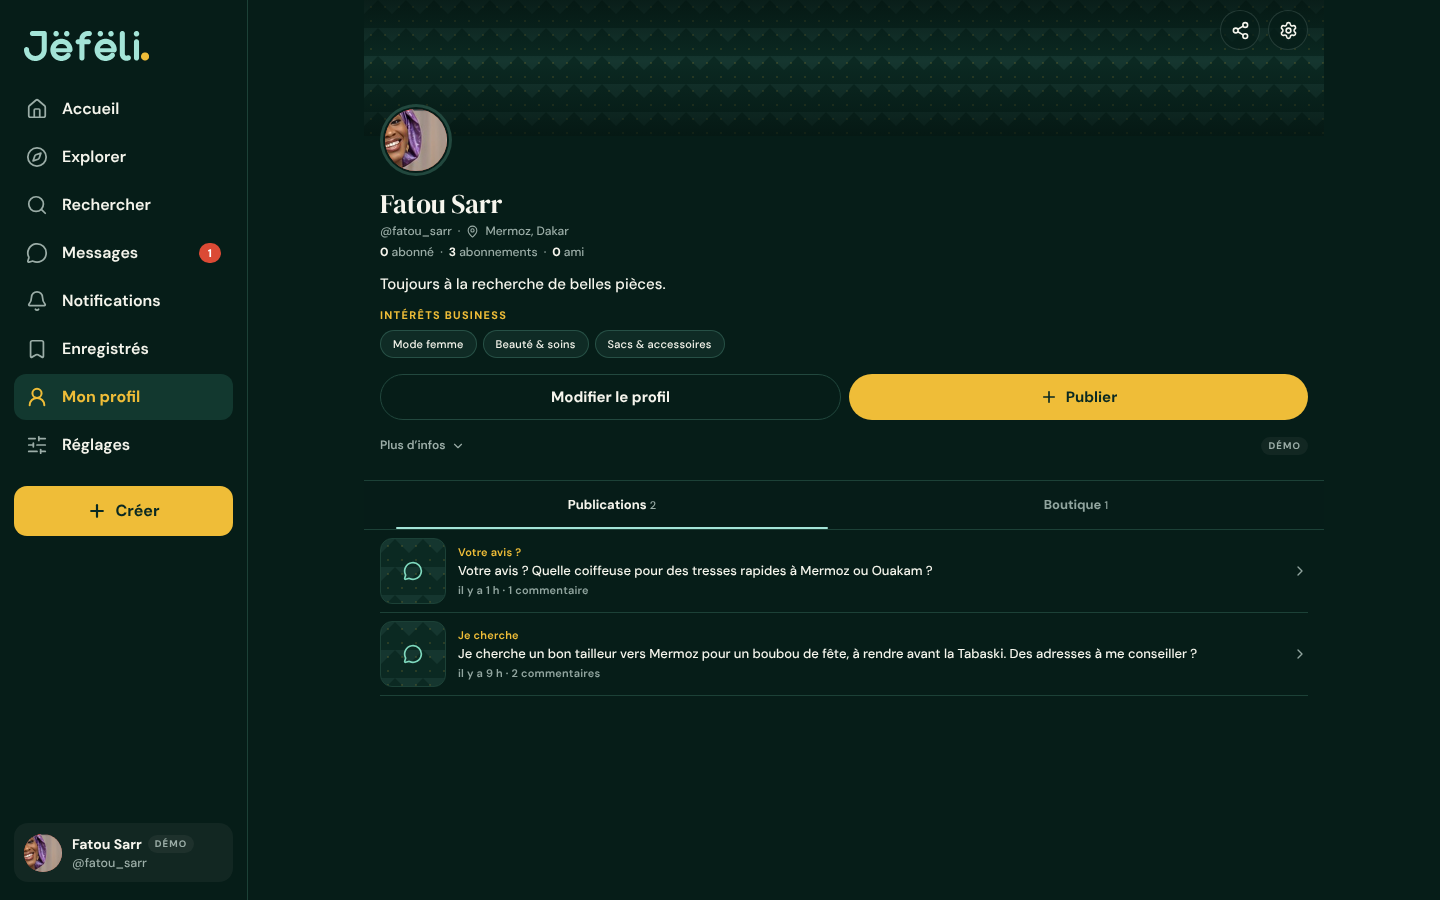 Jëfëli.
Accueil
Explorer
Rechercher
Messages 1
Notifications
Enregistrés
Mon profil
Réglages
+ Créer
Fatou Sarr DÉMO
@fatou_sarr
Fatou Sarr
@fatou_sarr · Mermoz, Dakar
0 abonné · 3 abonnements · 0 ami
Toujours à la recherche de belles pièces.
INTÉRÊTS BUSINESS
Mode femme Beauté & soins Sacs & accessoires
Modifier le profil + Publier
Plus d’infos DÉMO
Publications 2 Boutique 1
Votre avis ?
Votre avis ? Quelle coiffeuse pour des tresses rapides à Mermoz ou Ouakam ?
il y a 1 h · 1 commentaire
Je cherche
Je cherche un bon tailleur vers Mermoz pour un boubou de fête, à rendre avant la Tabaski. Des adresses à me conseiller ?
il y a 9 h · 2 commentaires